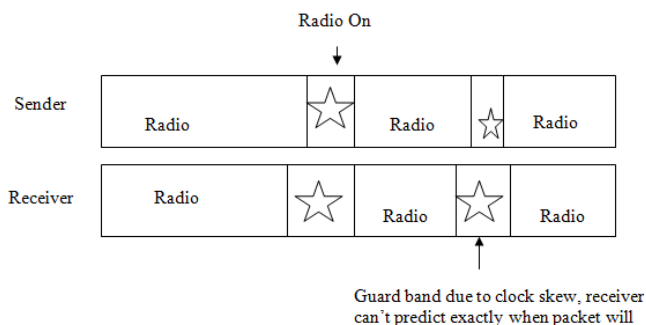 Radio On
Sender
Radio
Radio
Radio
Receiver
Radio
Radio
Radio
Guard band due to clock skew, receiver
can't predict exactly when packet will